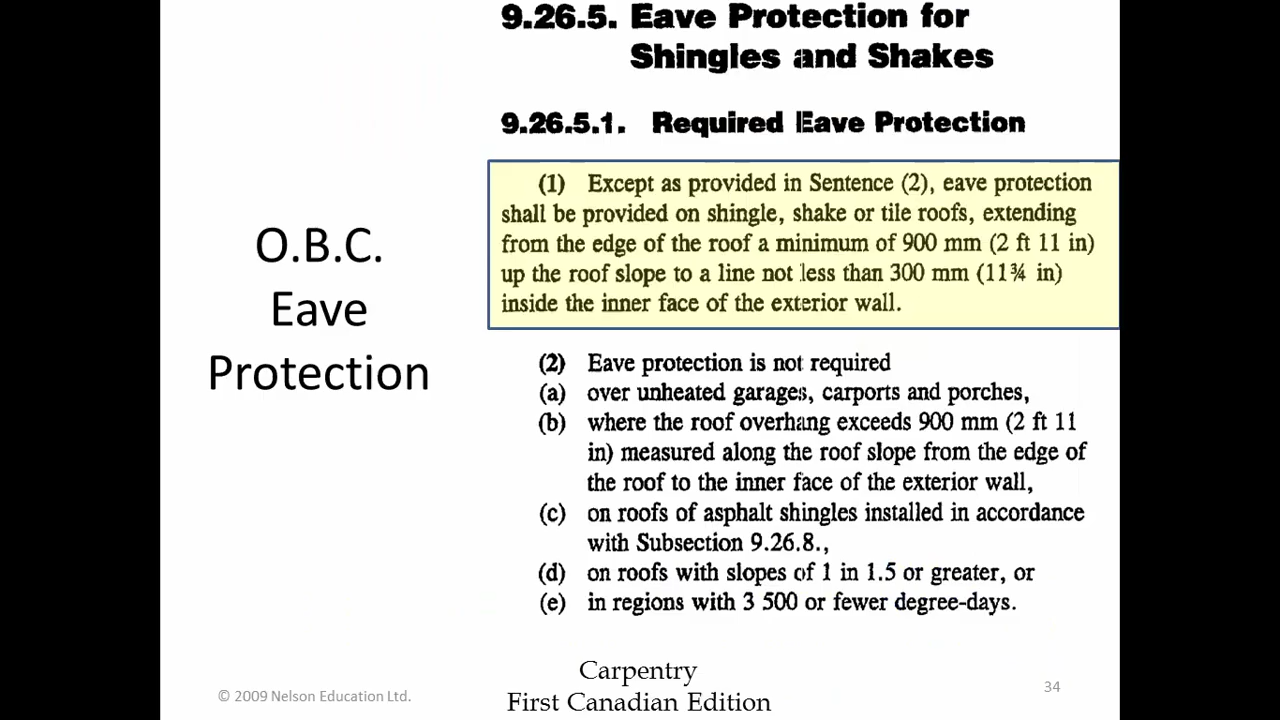 9.26.5. Eave Protection for
Shingles and Shakes
9.26.5.1. Required Eave Protection
O.B.C.
Eave
Protection
(1) Except as provided in Sentence (2), eave protection
shall be provided on shingle, shake or tile roofs, extending
from the edge of the roof a minimum of 900 mm (2 ft 11 in)
up the roof slope to a line not less than 300 mm (11¾ in)
inside the inner face of the exterior wall.
(2) Eave protection is not required
(a) over unheated garages, carports and porches,
(b) where the roof overhang exceeds 900 mm (2 ft 11
in) measured along the roof slope from the edge of
the roof to the inner face of the exterior wall,
(c) on roofs of asphalt shingles installed in accordance
with Subsection 9.26.8.,
(d) on roofs with slopes of 1 in 1.5 or greater, or
(e) in regions with 3 500 or fewer degree-days.
© 2009 Nelson Education Ltd.
Carpentry
First Canadian Edition
34